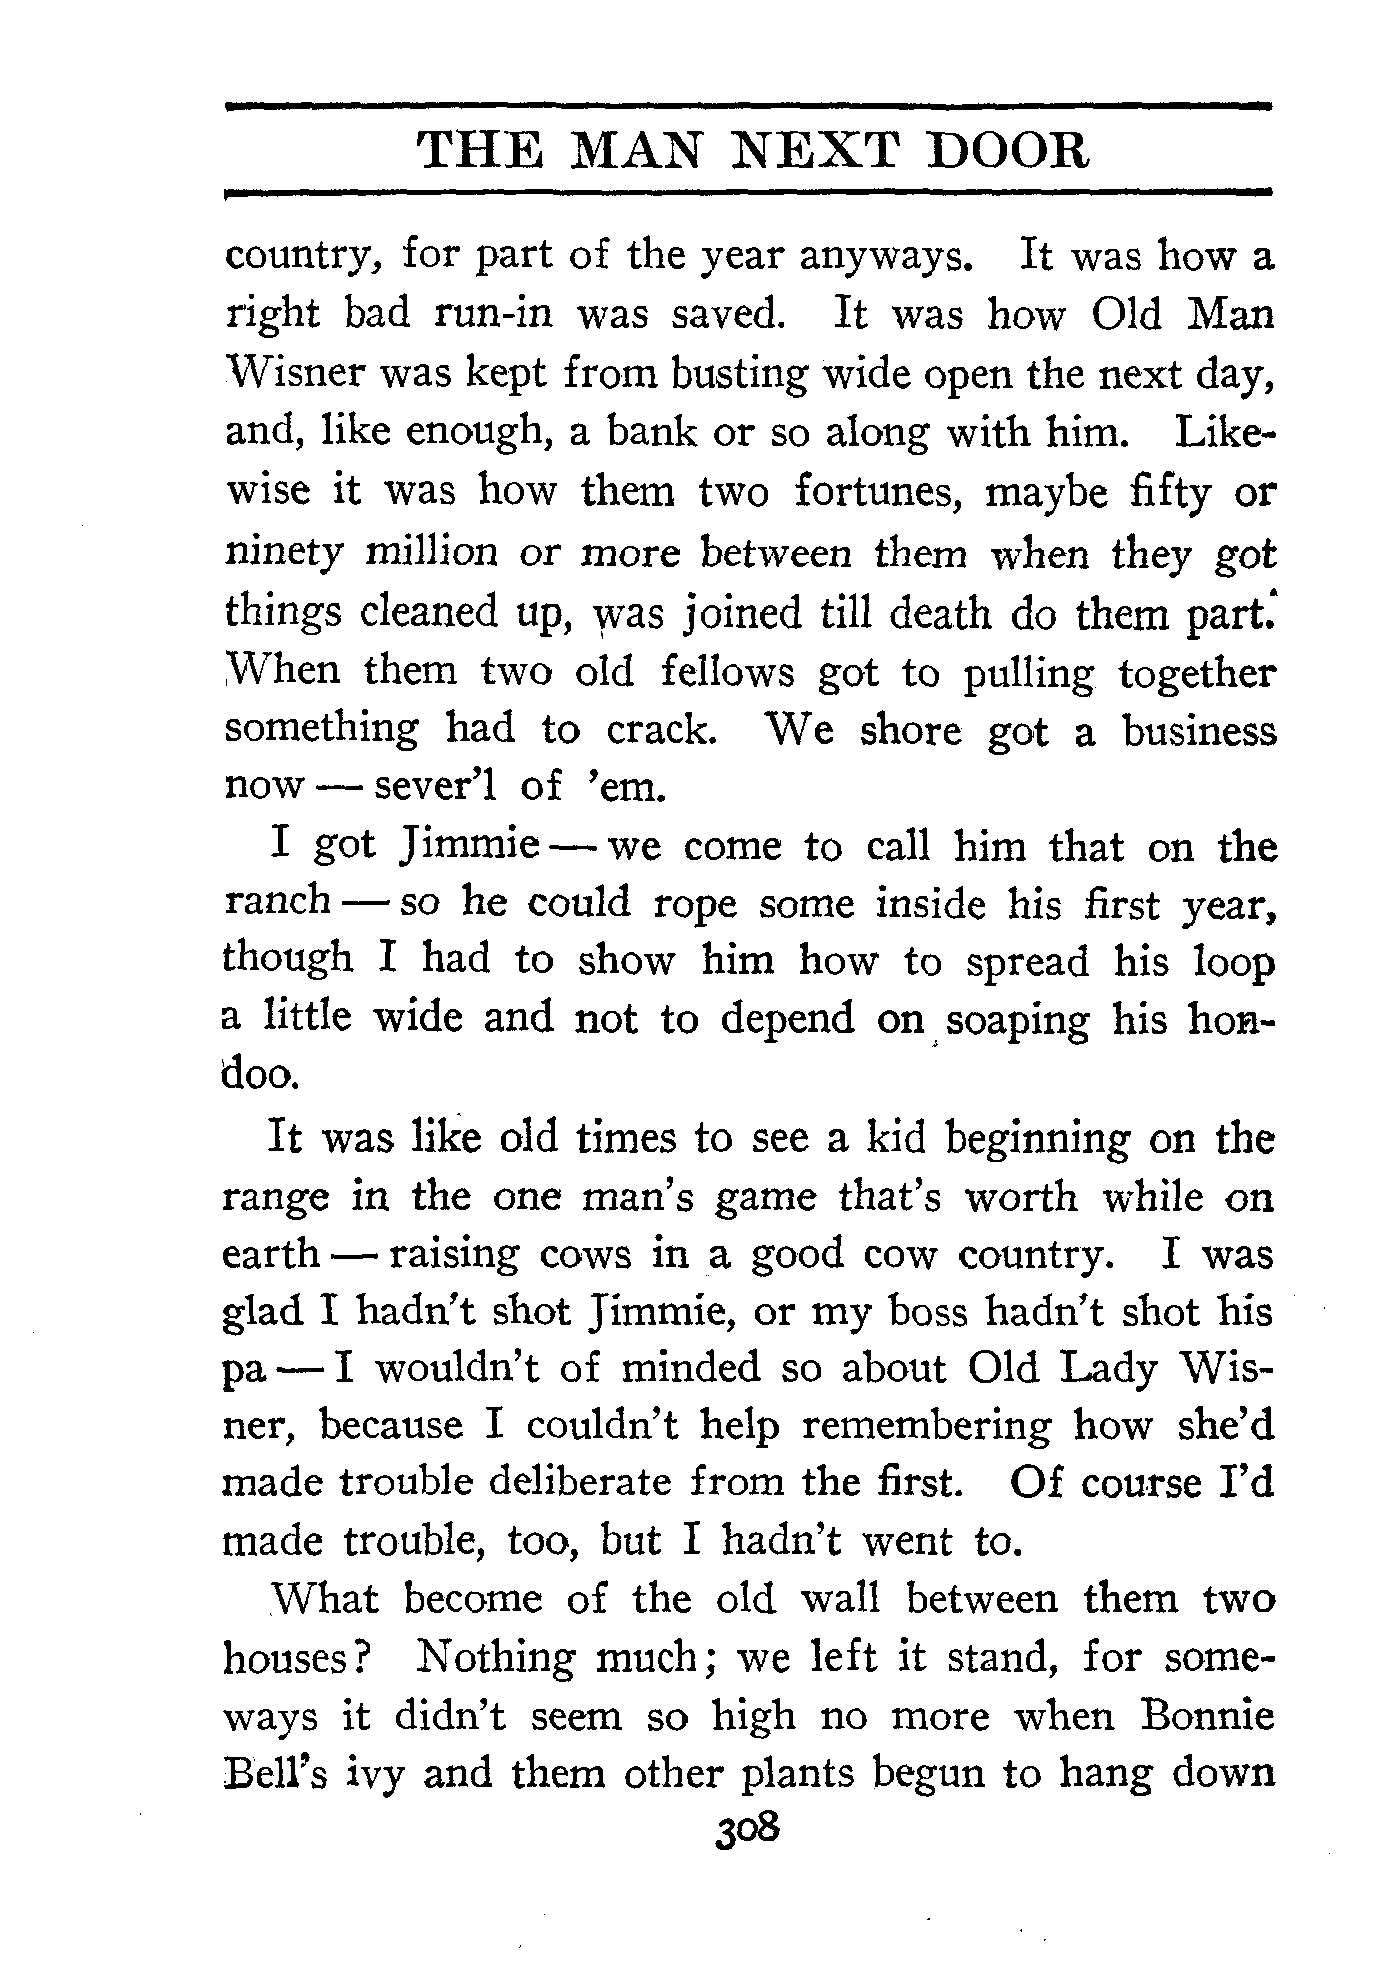 THE MAN NEXT DOOR
country, for part of the year anyways. It was how a
right bad run-in was saved. It was how Old Man
Wisner was kept from busting wide open the next day,
and, like enough, a bank or so along with him. Like-
wise it was how them two fortunes, maybe fifty or
ninety million or more between them when they got
things cleaned up, was joined till death do them part.
When them two old fellows got to pulling together
something had to crack. We shore got a business
now — sever'l of 'em.
I got Jimmie — we come to call him that on the
ranch — so he could rope some inside his first year,
though I had to show him how to spread his loop
a little wide and not to depend on soaping his hon-
doo.
It was like old times to see a kid beginning on the
range in the one man's game that's worth while on
earth — raising cows in a good cow country. I was
glad I hadn't shot Jimmie, or my boss hadn't shot his
pa — I wouldn't of minded so about Old Lady Wis-
ner, because I couldn't help remembering how she'd
made trouble deliberate from the first. Of course I'd
made trouble, too, but I hadn't went to.
What become of the old wall between them two
houses? Nothing much; we left it stand, for some-
ways it didn't seem so high no more when Bonnie
Bell's ivy and them other plants begun to hang down
308